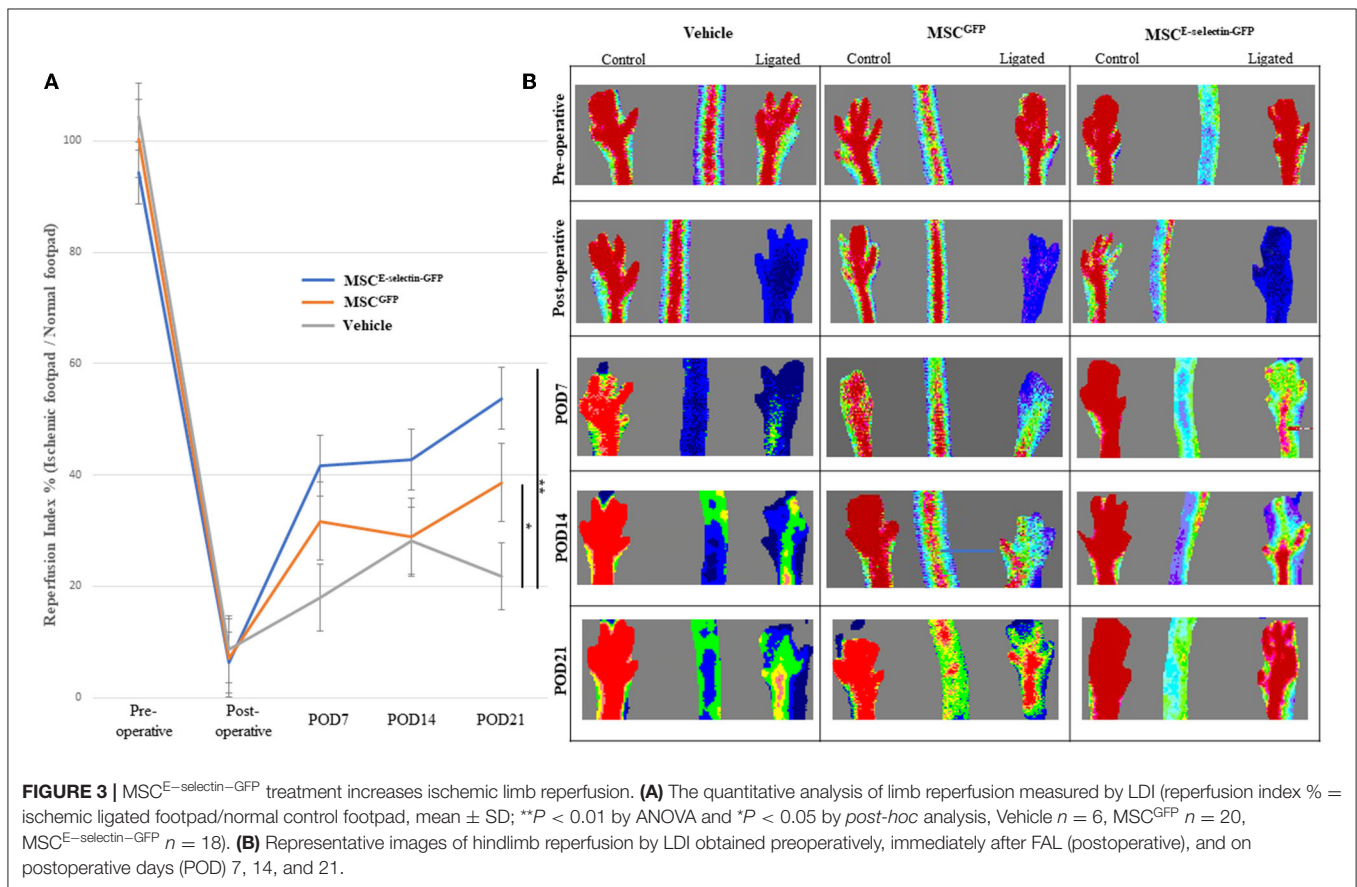 A
Reperfusion Index % (Ischemic footpad / Normal footpad)
100
80
60
40
20
0
MSC^E-selectin-GFP
MSC^GFP
Vehicle
*
**
Pre-
operative
Post-
operative
POD7
POD14
POD21
B
Vehicle
MSC^GFP
MSC^E-selectin-GFP
Control
Ligated
Control
Ligated
Control
Ligated
Pre-operative
Post-operative
POD7
POD14
POD21
FIGURE 3 | MSC^E−selectin−GFP treatment increases ischemic limb reperfusion. (A) The quantitative analysis of limb reperfusion measured by LDI (reperfusion index % =
ischemic ligated footpad/normal control footpad, mean ± SD; **P < 0.01 by ANOVA and *P < 0.05 by post-hoc analysis, Vehicle n = 6, MSC^GFP n = 20,
MSC^E−selectin−GFP n = 18). (B) Representative images of hindlimb reperfusion by LDI obtained preoperatively, immediately after FAL (postoperative), and on
postoperative days (POD) 7, 14, and 21.